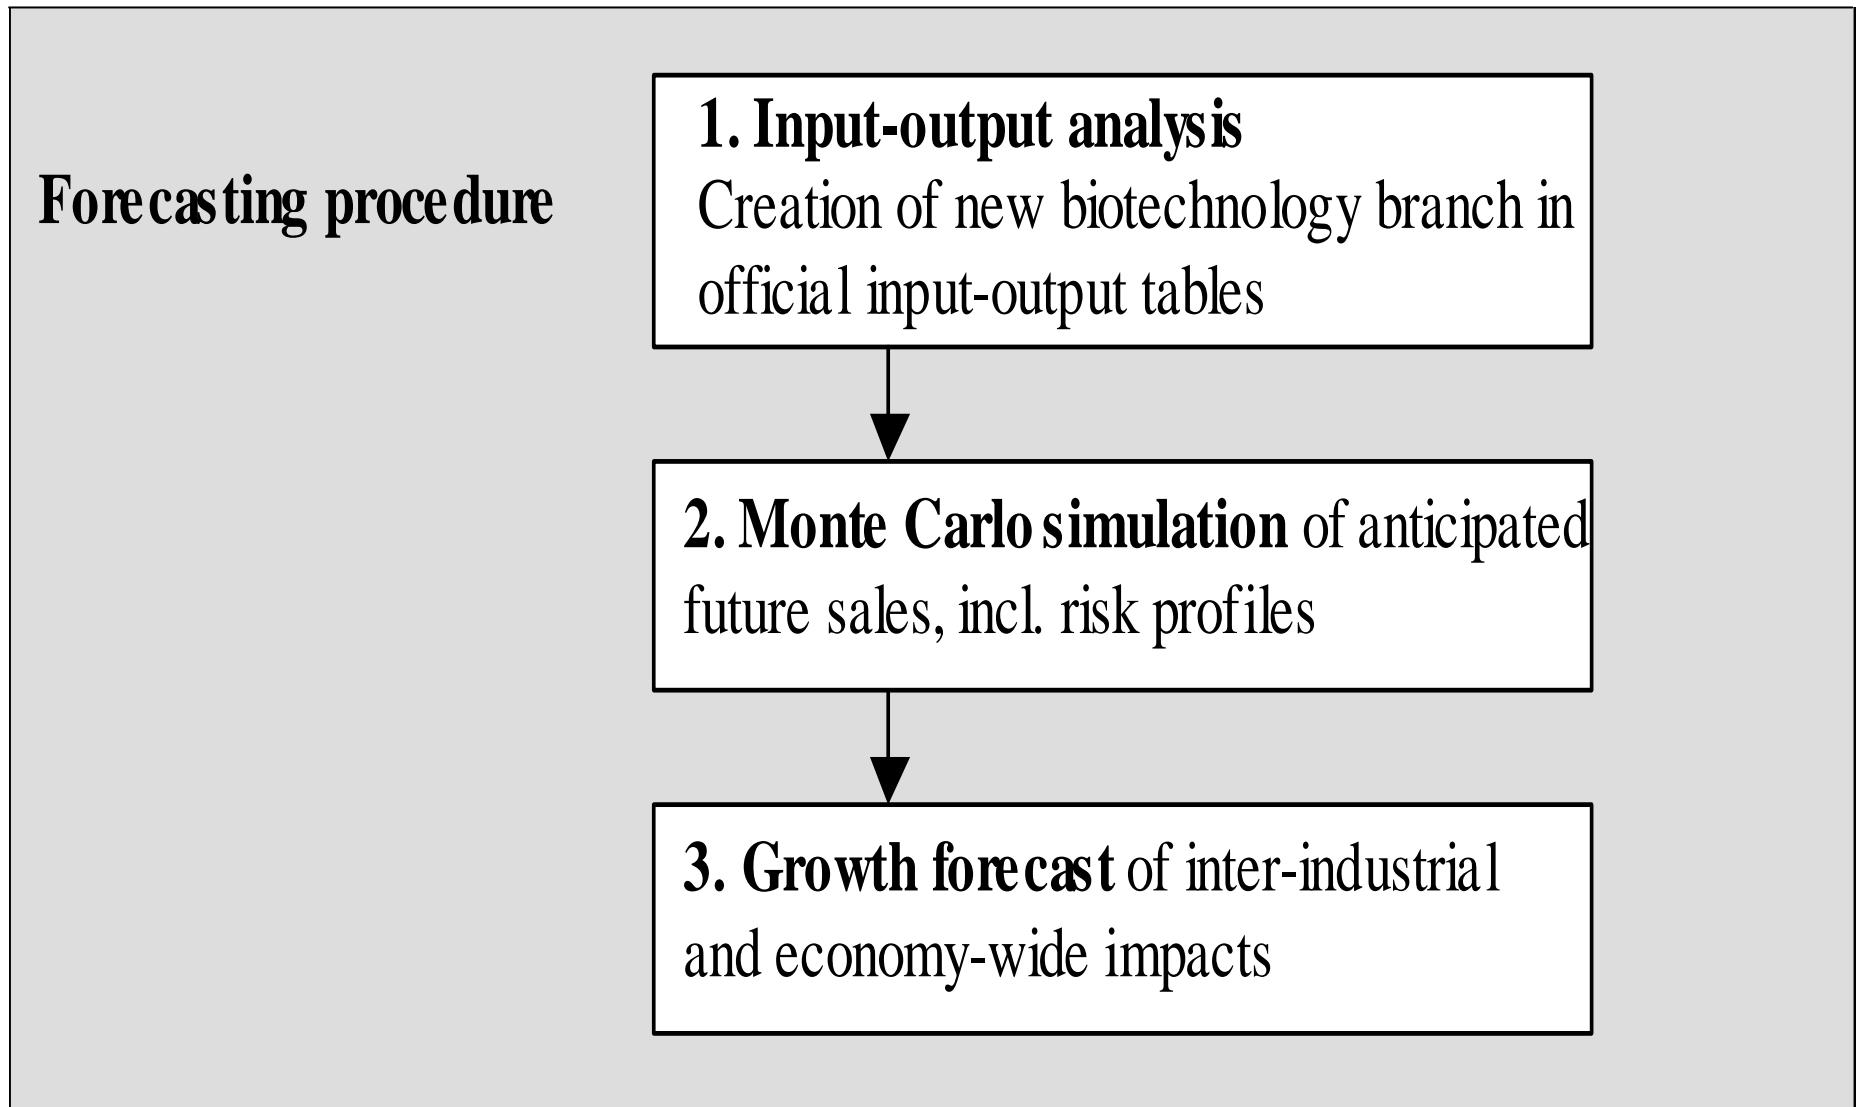 Forecasting procedure
1. Input-output analysis
Creation of new biotechnology branch in
official input-output tables
2. Monte Carlo simulation of anticipated
future sales, incl. risk profiles
3. Growth forecast of inter-industrial
and economy-wide impacts